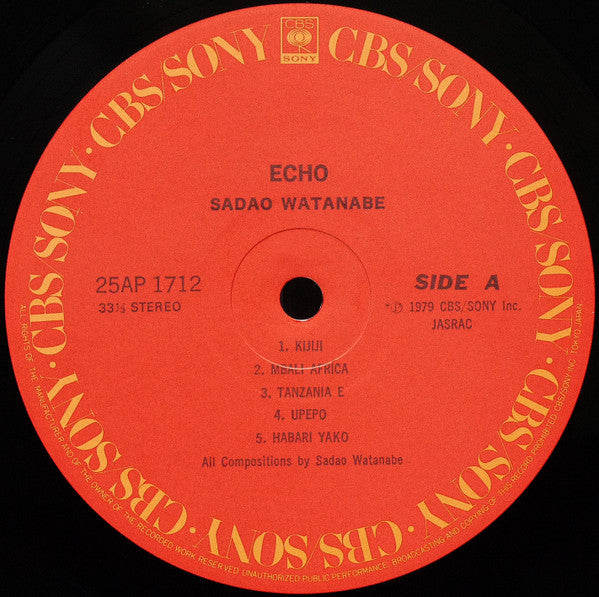 CBS
SONY
CBS/SONY · CBS/SONY · CBS/SONY · CBS/SONY · CBS/SONY · CBS/SONY · CBS/SONY · CBS/SONY
ECHO
SADAO WATANABE
25AP 1712
33⅓ STEREO
SIDE A
*Ⓟ 1979 CBS/SONY Inc.
JASRAC
1. KIJIJI
2. MBALI AFRICA
3. TANZANIA E
4. UPEPO
5. HABARI YAKO
All Compositions by Sadao Watanabe
ALL RIGHTS OF THE MANUFACTURER AND OF THE OWNER OF THE RECORDED WORK RESERVED UNAUTHORIZED PUBLIC PERFORMANCE, BROADCASTING AND COPYING OF THIS RECORD PROHIBITED CBS/SONY INC. TOKYO JAPAN.